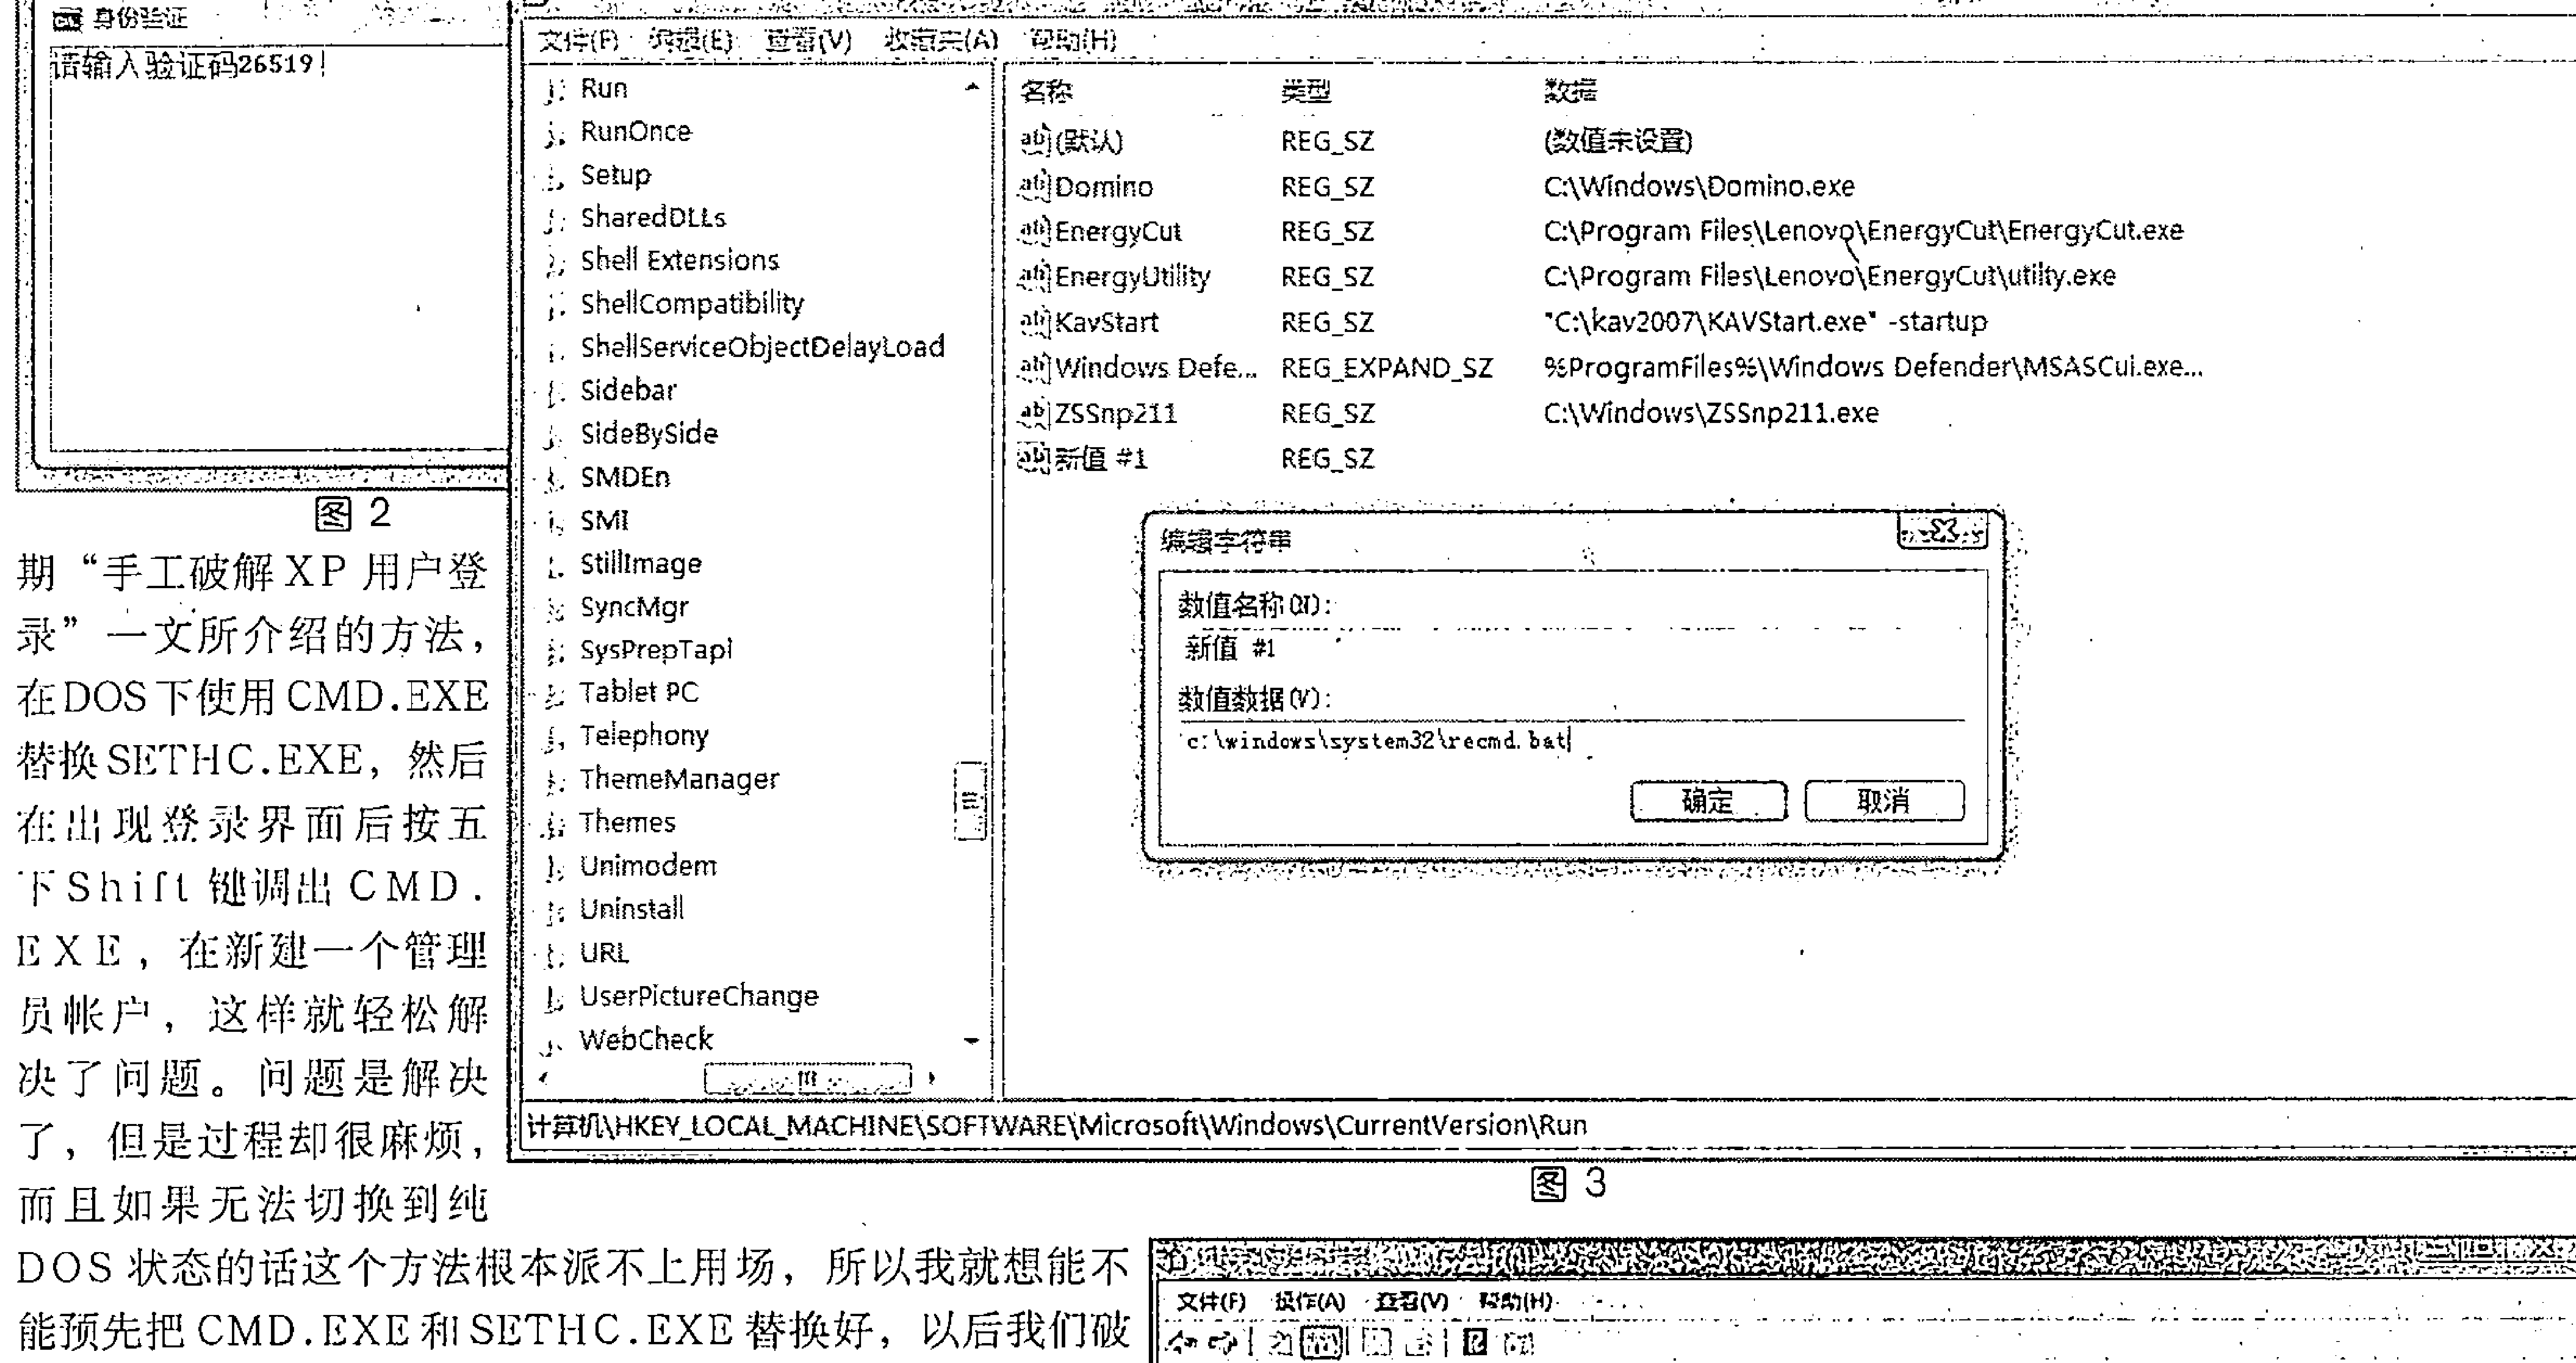 身份验证
请输入验证码26519!
图 2
文件(F) 编辑(E) 查看(V) 收藏夹(A) 帮助(H)
Run
RunOnce
Setup
SharedDLLs
Shell Extensions
ShellCompatibility
ShellServiceObjectDelayLoad
Sidebar
SideBySide
SMDEn
SMI
StillImage
SyncMgr
SysPrepTapi
Tablet PC
Telephony
ThemeManager
Themes
Unimodem
Uninstall
URL
UserPictureChange
WebCheck
名称 类型 数据
(默认) REG_SZ (数值未设置)
Domino REG_SZ C:\Windows\Domino.exe
EnergyCut REG_SZ C:\Program Files\Lenovo\EnergyCut\EnergyCut.exe
EnergyUtility REG_SZ C:\Program Files\Lenovo\EnergyCut\utilty.exe
KavStart REG_SZ "C:\kav2007\KAVStart.exe" -startup
Windows Defe... REG_EXPAND_SZ %ProgramFiles%\Windows Defender\MSASCui.exe...
ZSSnp211 REG_SZ C:\Windows\ZSSnp211.exe
新值 #1 REG_SZ
编辑字符串
数值名称(N):
新值 #1
数值数据(V):
c:\windows\system32\recmd.bat
确定 取消
计算机\HKEY_LOCAL_MACHINE\SOFTWARE\Microsoft\Windows\CurrentVersion\Run
图 3
期“手工破解XP 用户登
录”一文所介绍的方法，
在DOS下使用CMD.EXE
替换SETHC.EXE，然后
在出现登录界面后按五
下Shift 键调出 CMD.
EXE，在新建一个管理
员帐户，这样就轻松解
决了问题。问题是解决
了，但是过程却很麻烦，
而且如果无法切换到纯
DOS 状态的话这个方法根本派不上用场，所以我就想能不
能预先把CMD.EXE和SETHC.EXE替换好，以后我们破
文件(F) 操作(A) 查看(V) 帮助(H)